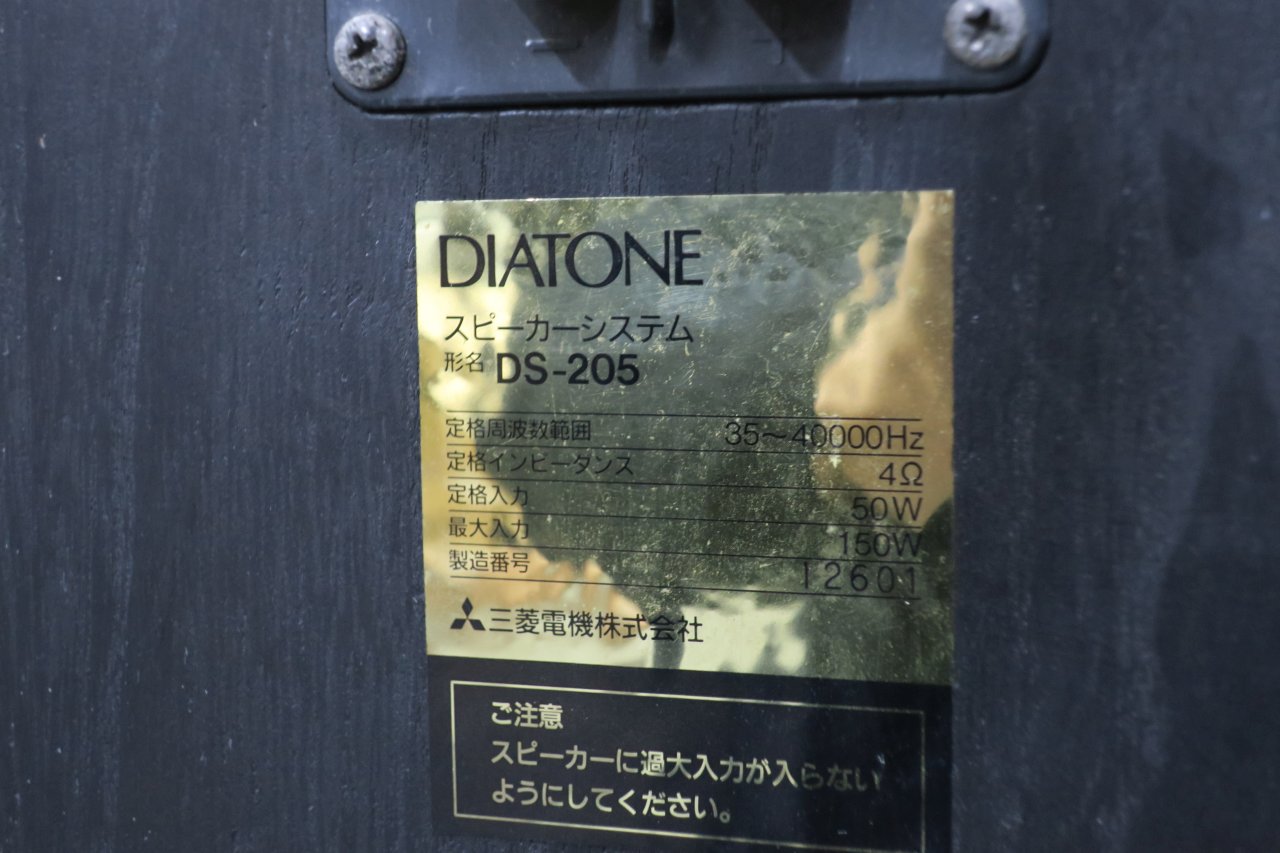 DIATONE
スピーカーシステム
形名 DS-205
定格周波数範囲 35～40000Hz
定格インピータンス 4Ω
定格入力 50W
最大入力 150W
製造番号 I2601
三菱電機株式会社
ご注意
スピーカーに過大入力が入らない
ようにしてください。